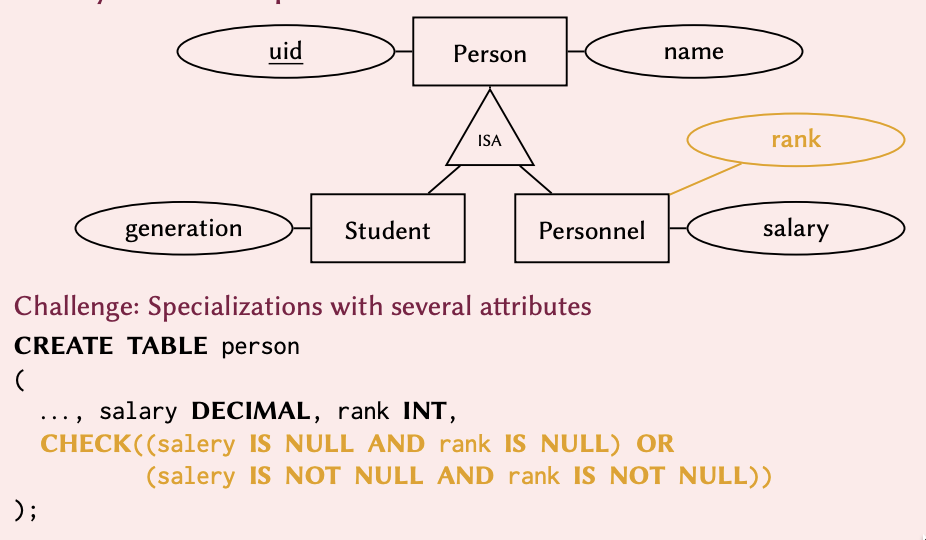 uid
Person
name
ISA
rank
generation
Student
Personnel
salary
Challenge: Specializations with several attributes
CREATE TABLE person
(
..., salary DECIMAL, rank INT,
CHECK((salery IS NULL AND rank IS NULL) OR
(salery IS NOT NULL AND rank IS NOT NULL))
);